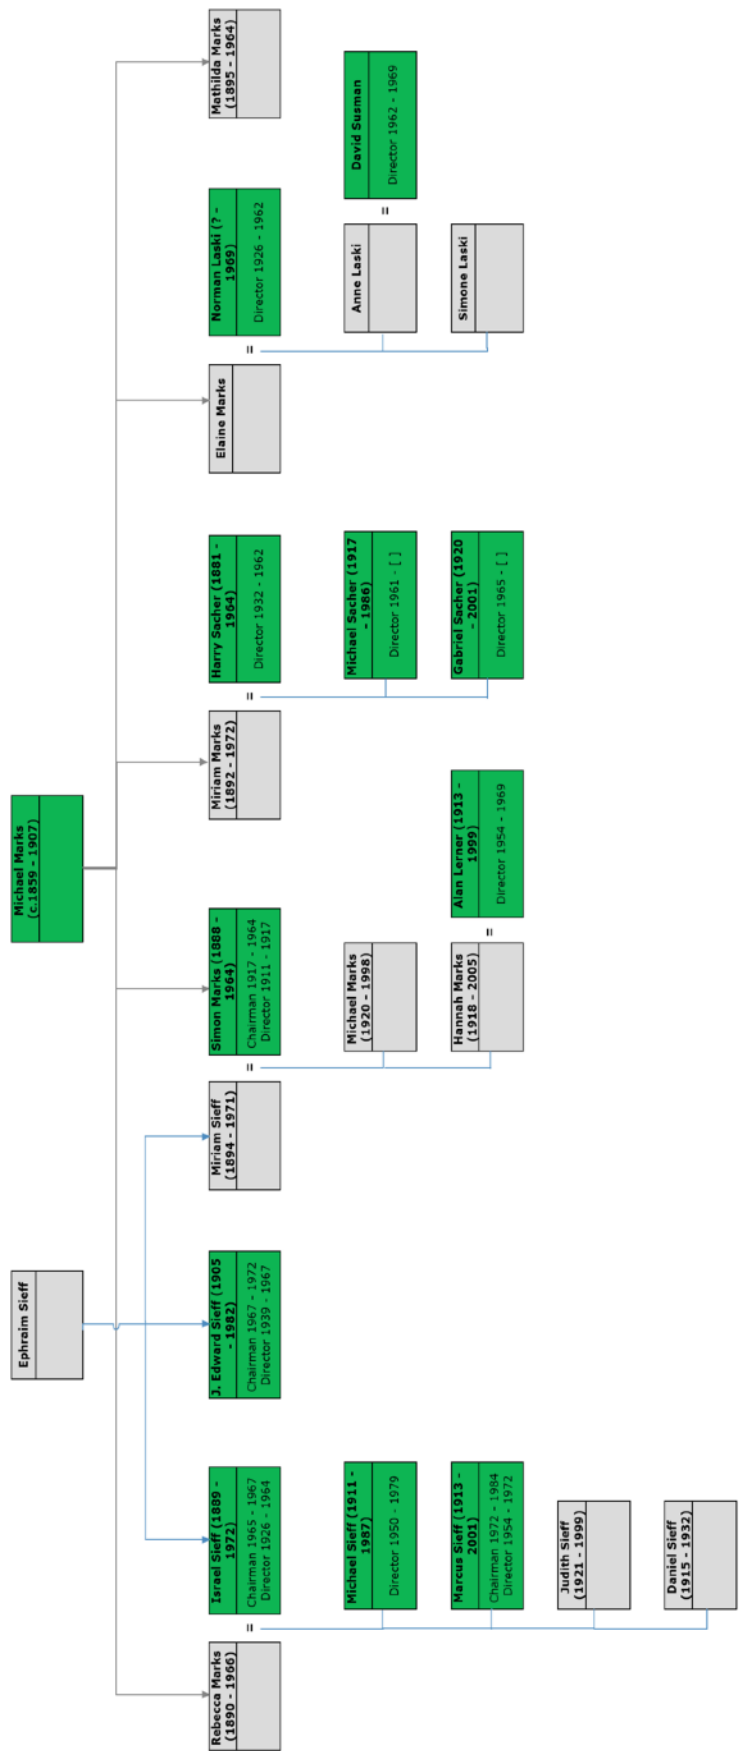 Ephraim Sieff
Michael Marks
(c.1859 – 1907)
Rebecca Marks
(1890 - 1966)
=
Israel Sieff (1889 -
1972)
Chairman 1965 - 1967
Director 1926 - 1964
J. Edward Sieff (1905
- 1982)
Chairman 1967 - 1972
Director 1939 - 1967
Miriam Sieff
(1894 - 1971)
=
Simon Marks (1888 -
1964)
Chairman 1917 - 1964
Director 1911 - 1917
Miriam Marks
(1892 - 1972)
=
Harry Sacher (1881 -
1964)
Director 1932 - 1962
Elaine Marks
=
Norman Laski (? -
1969)
Director 1926 - 1962
Mathilda Marks
(1895 - 1964)
Michael Sieff (1911 -
1987)
Director 1950 - 1979
Michael Marks
(1920 - 1998)
Michael Sacher (1917
- 1986)
Director 1961 - [ ]
Anne Laski
=
David Susman
Director 1962 - 1969
Marcus Sieff (1913 -
2001)
Chairman 1972 - 1984
Director 1954 - 1972
Hannah Marks
(1918 - 2005)
=
Alan Lerner (1913 -
1999)
Director 1954 - 1969
Gabriel Sacher (1920
- 2001)
Director 1965 - [ ]
Simone Laski
Judith Sieff
(1921 - 1999)
Daniel Sieff
(1915 - 1932)